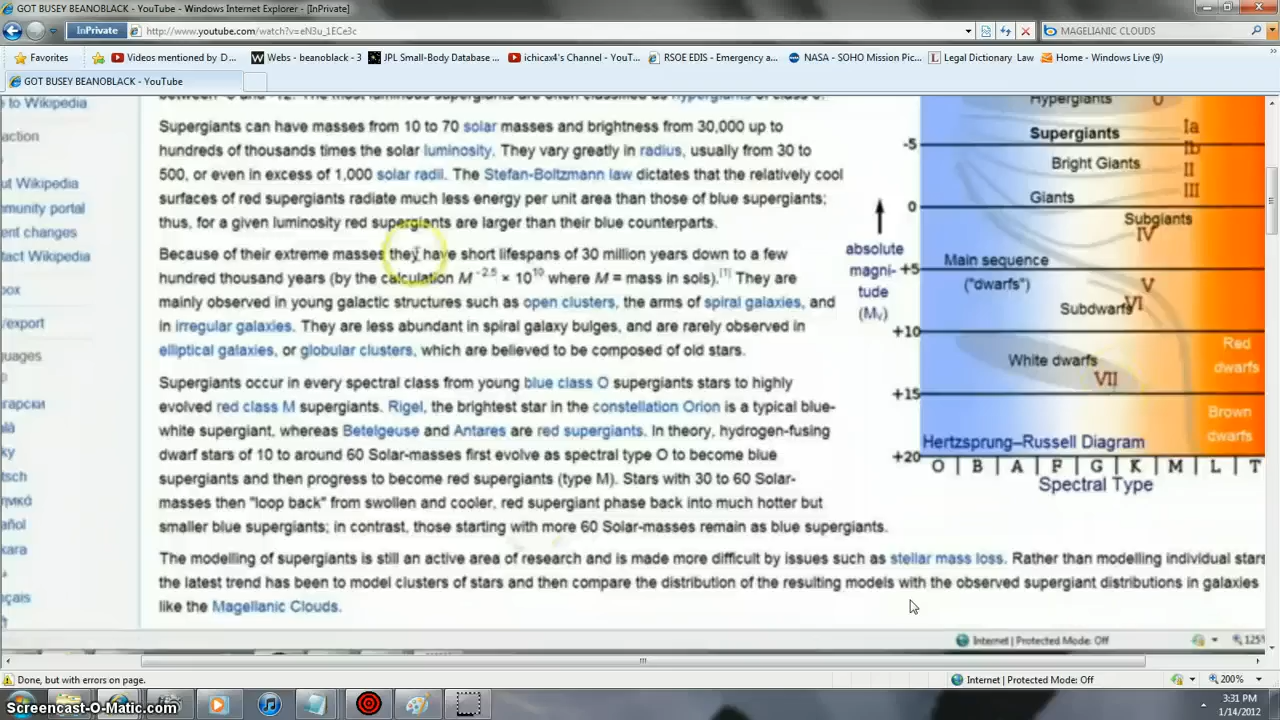 GOT BUSEY BEANOBLACK - YouTube - Windows Internet Explorer - [InPrivate]
InPrivate http://www.youtube.com/watch?v=eN3u_1ECe3c MAGELIANIC CLOUDS
Favorites Videos mentioned by D... Webs - beanoblack - 3 JPL Small-Body Database ... ichicax4's Channel - YouT... RSOE EDIS - Emergency a... NASA - SOHO Mission Pic... Legal Dictionary Law Home - Windows Live (9)
GOT BUSEY BEANOBLACK - YouTube
e to Wikipedia
action
ut Wikipedia
mmunity portal
ent changes
tact Wikipedia
box
/export
guages
гарски
tsch
ñol
kara
nçais
Supergiants can have masses from 10 to 70 solar masses and brightness from 30,000 up to
hundreds of thousands times the solar luminosity. They vary greatly in radius, usually from 30 to
500, or even in excess of 1,000 solar radii. The Stefan-Boltzmann law dictates that the relatively cool
surfaces of red supergiants radiate much less energy per unit area than those of blue supergiants;
thus, for a given luminosity red supergiants are larger than their blue counterparts.
Because of their extreme masses they have short lifespans of 30 million years down to a few
hundred thousand years (by the calculation M^-2.5 × 10^10 where M = mass in sols).[1] They are
mainly observed in young galactic structures such as open clusters, the arms of spiral galaxies, and
in irregular galaxies. They are less abundant in spiral galaxy bulges, and are rarely observed in
elliptical galaxies, or globular clusters, which are believed to be composed of old stars.
Supergiants occur in every spectral class from young blue class O supergiants stars to highly
evolved red class M supergiants. Rigel, the brightest star in the constellation Orion is a typical blue-
white supergiant, whereas Betelgeuse and Antares are red supergiants. In theory, hydrogen-fusing
dwarf stars of 10 to around 60 Solar-masses first evolve as spectral type O to become blue
supergiants and then progress to become red supergiants (type M). Stars with 30 to 60 Solar-
masses then "loop back" from swollen and cooler, red supergiant phase back into much hotter but
smaller blue supergiants; in contrast, those starting with more 60 Solar-masses remain as blue supergiants.
The modelling of supergiants is still an active area of research and is made more difficult by issues such as stellar mass loss. Rather than modelling individual stars
the latest trend has been to model clusters of stars and then compare the distribution of the resulting models with the observed supergiant distributions in galaxies
like the Magellanic Clouds.
Hypergiants 0
Supergiants Ia
-5 Ib
Bright Giants II
Giants III
0
Subgiants
IV
absolute
magni-
tude
(Mv)
+5
Main sequence
("dwarfs") V
Subdwarfs VI
+10
Red
dwarfs
White dwarfs
VII
+15
Brown
dwarfs
Hertzsprung–Russell Diagram
+20
O B A F G K M L T
Spectral Type
Internet | Protected Mode: Off 125%
Done, but with errors on page. Internet | Protected Mode: Off 200%
Screencast-O-Matic.com
3:31 PM
1/14/2012